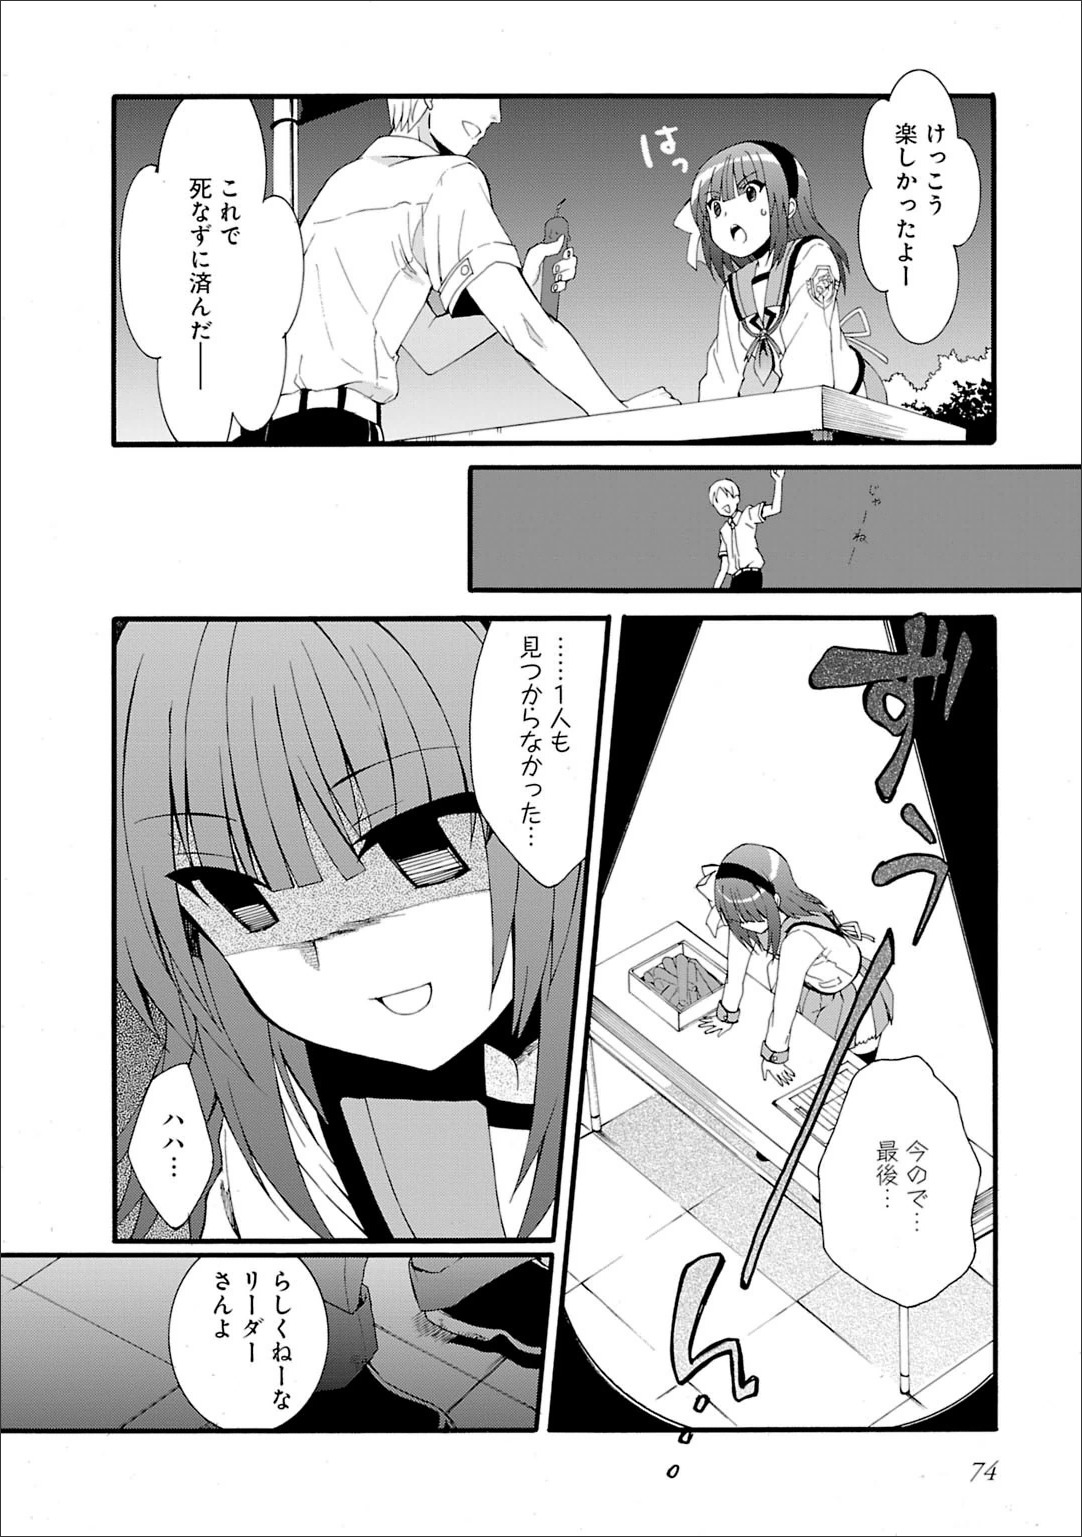 けっこう
楽しかったよー
はっ
これで
死なずに済んだ――
じゃーねー
ずぅーん…
今ので…
最後…
……1人も
見つからなかった…
ハハ…
らしくねーな
リーダー
さんよ
74